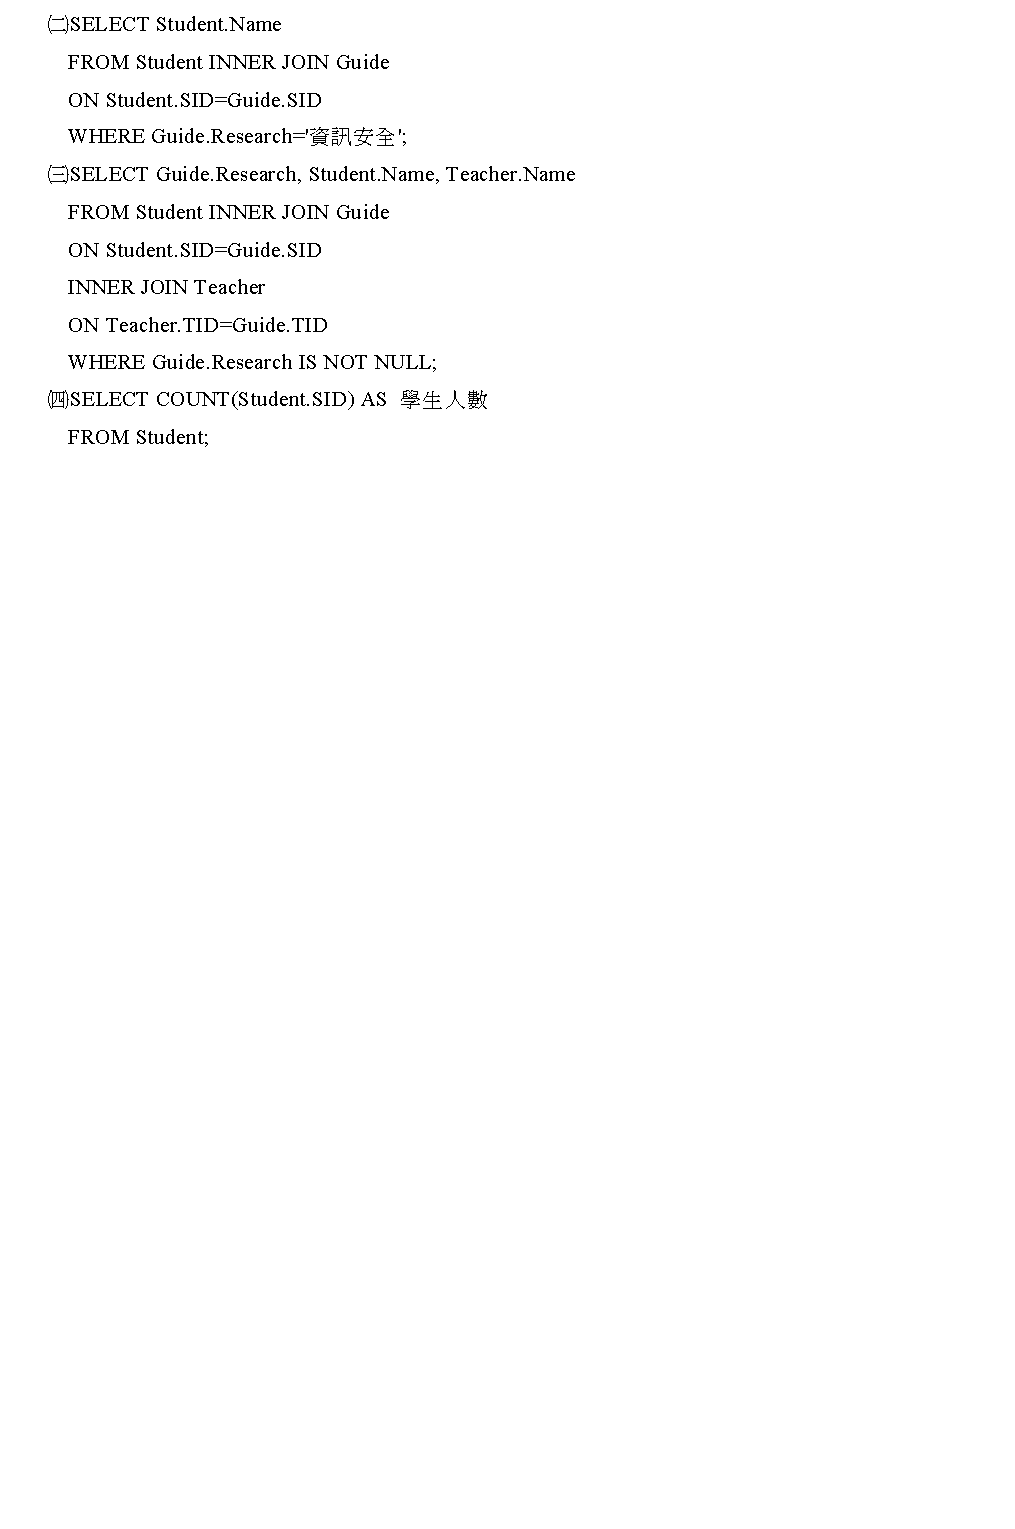 ㈡SELECT Student.Name
FROM Student INNER JOIN Guide
ON Student.SID=Guide.SID
WHERE Guide.Research='資訊安全';
㈢SELECT Guide.Research, Student.Name, Teacher.Name
FROM Student INNER JOIN Guide
ON Student.SID=Guide.SID
INNER JOIN Teacher
ON Teacher.TID=Guide.TID
WHERE Guide.Research IS NOT NULL;
㈣SELECT COUNT(Student.SID) AS 學生人數
FROM Student;